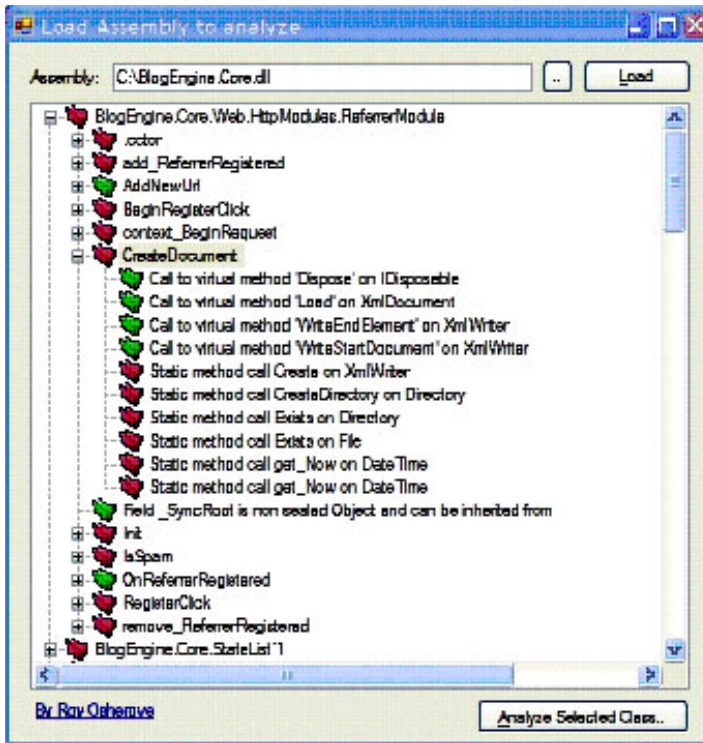 Load Assembly to analyze
Assembly: C:\BlogEngine.Core.dll .. Load
BlogEngine.Core.Web.HttpModules.ReferrerModule
.cctor
add_ReferrerRegistered
AddNewUrl
BeginRegisterClick
context_BeginRequest
CreateDocument
Call to virtual method 'Dispose' on IDisposable
Call to virtual method 'Load' on XmlDocument
Call to virtual method 'WriteEndElement' on XmlWriter
Call to virtual method 'WriteStartDocument' on XmlWriter
Static method call Create on XmlWriter
Static method call CreateDirectory on Directory
Static method call Exists on Directory
Static method call Exists on File
Static method call get_Now on DateTime
Static method call get_Now on DateTime
Field _SyncRoot is non sealed Object and can be inherited from
Init
IsSpam
OnReferrerRegistered
RegisterClick
remove_ReferrerRegistered
BlogEngine.Core.StateList`1
By Roy Osherove Analyze Selected Class..